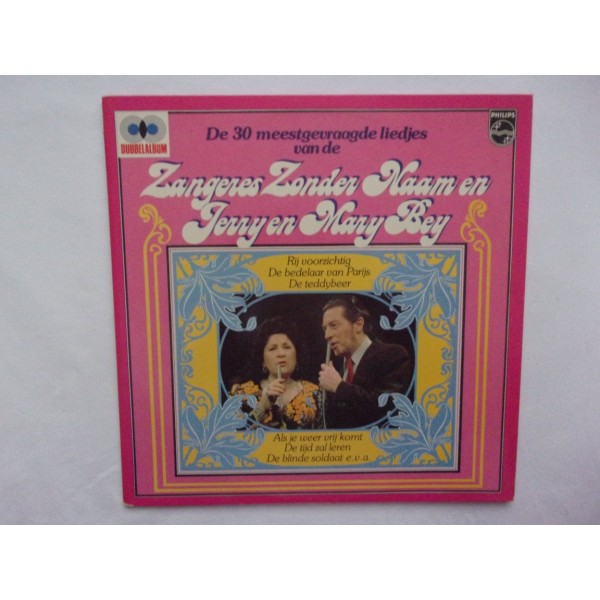 DUBBELALBUM
PHILIPS
De 30 meestgevraagde liedjes
van de
Zangeres Zonder Naam en
Jerry en Mary Bey
Rij voorzichtig
De bedelaar van Parijs
De teddybeer
Als je weer vrij komt
De tijd zal leren
De blinde soldaat e.v.a.